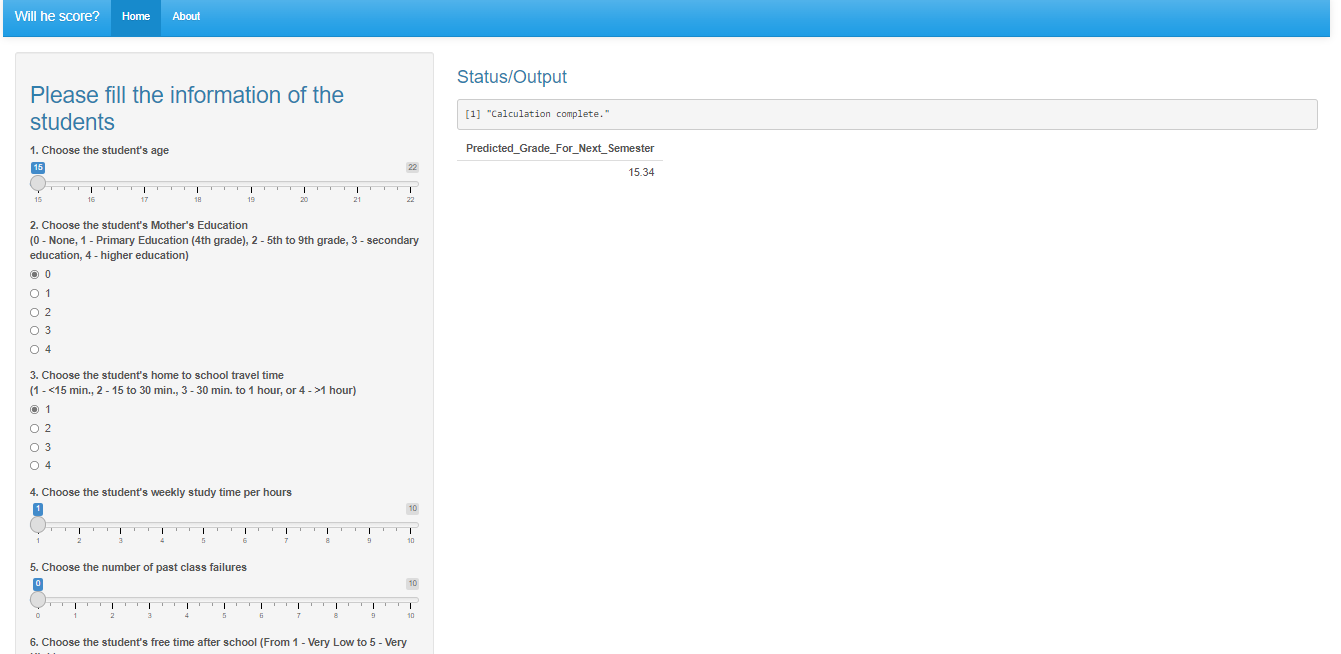 Will he score? Home About
Please fill the information of the
students
1. Choose the student's age
15 22
15 16 17 18 19 20 21 22
2. Choose the student's Mother's Education
(0 - None, 1 - Primary Education (4th grade), 2 - 5th to 9th grade, 3 - secondary
education, 4 - higher education)
0
1
2
3
4
3. Choose the student's home to school travel time
(1 - <15 min., 2 - 15 to 30 min., 3 - 30 min. to 1 hour, or 4 - >1 hour)
1
2
3
4
4. Choose the student's weekly study time per hours
1 10
1 2 3 4 5 6 7 8 9 10
5. Choose the number of past class failures
0 10
0 1 2 3 4 5 6 7 8 9 10
6. Choose the student's free time after school (From 1 - Very Low to 5 - Very
Status/Output
[1] "Calculation complete."
Predicted_Grade_For_Next_Semester
15.34